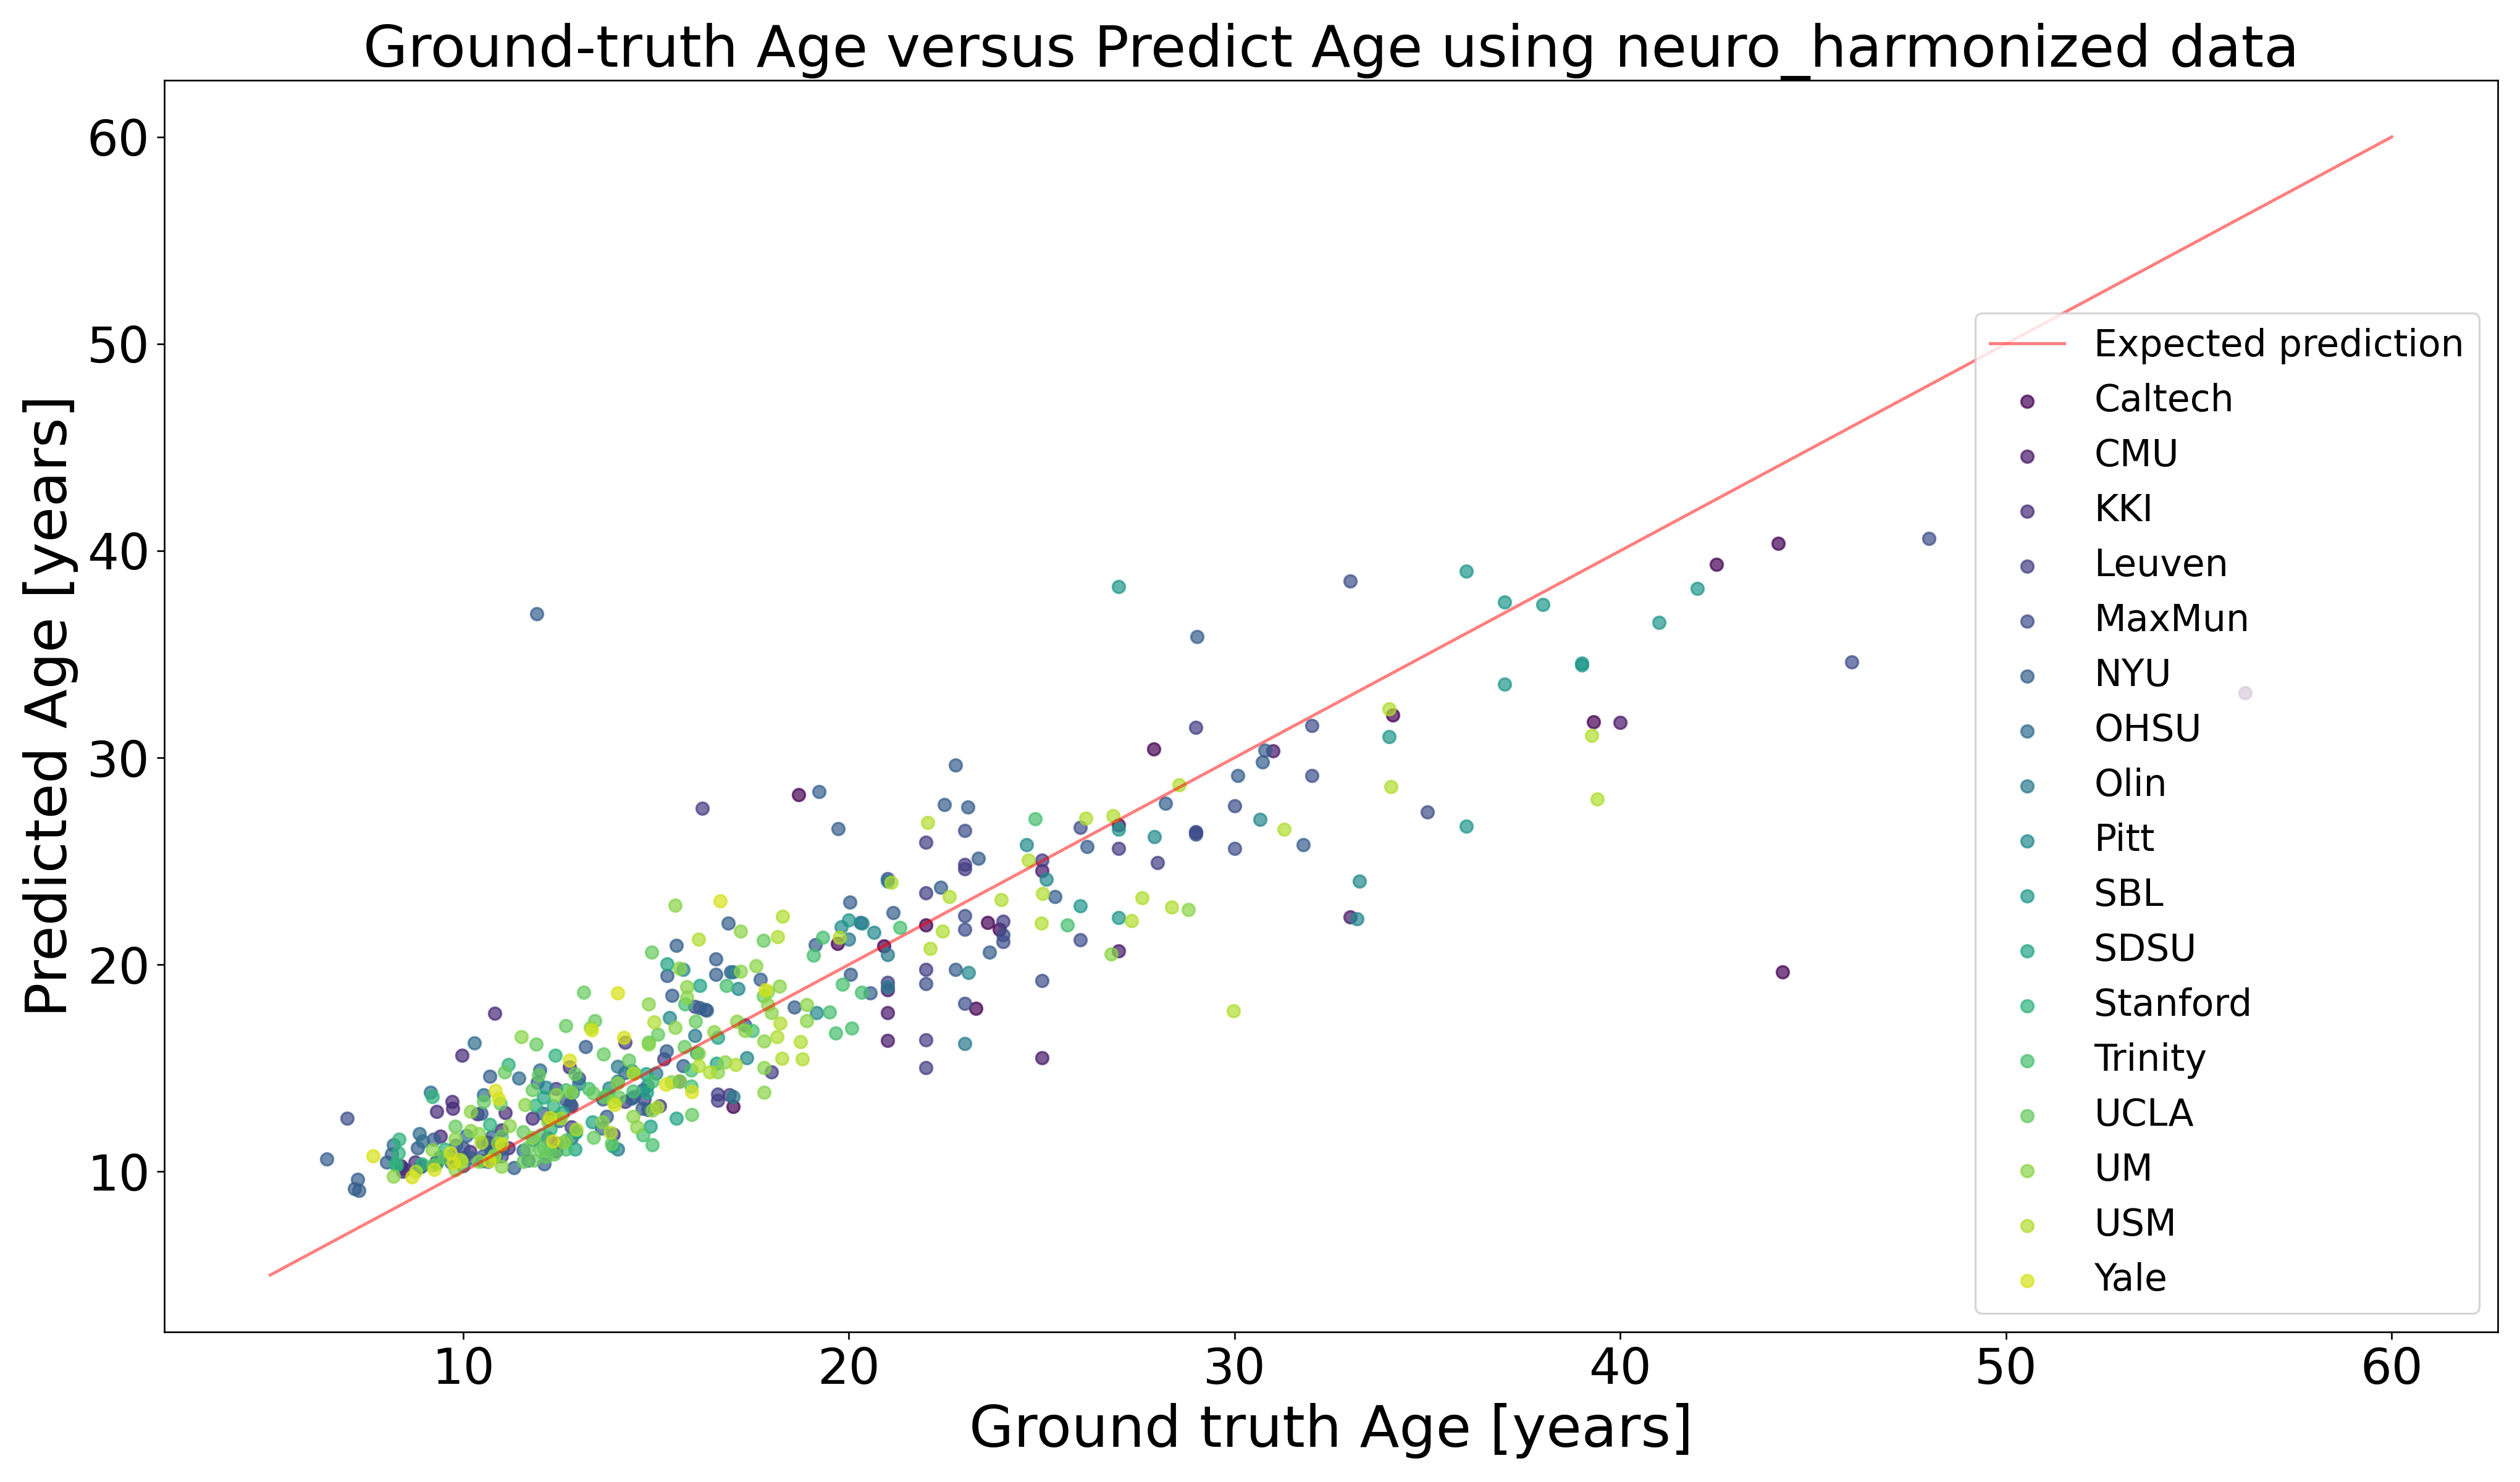 Ground-truth Age versus Predict Age using neuro_harmonized data
Predicted Age [years]
60
50
40
30
20
10
Expected prediction
Caltech
CMU
KKI
Leuven
MaxMun
NYU
OHSU
Olin
Pitt
SBL
SDSU
Stanford
Trinity
UCLA
UM
USM
Yale
10 20 30 40 50 60
Ground truth Age [years]